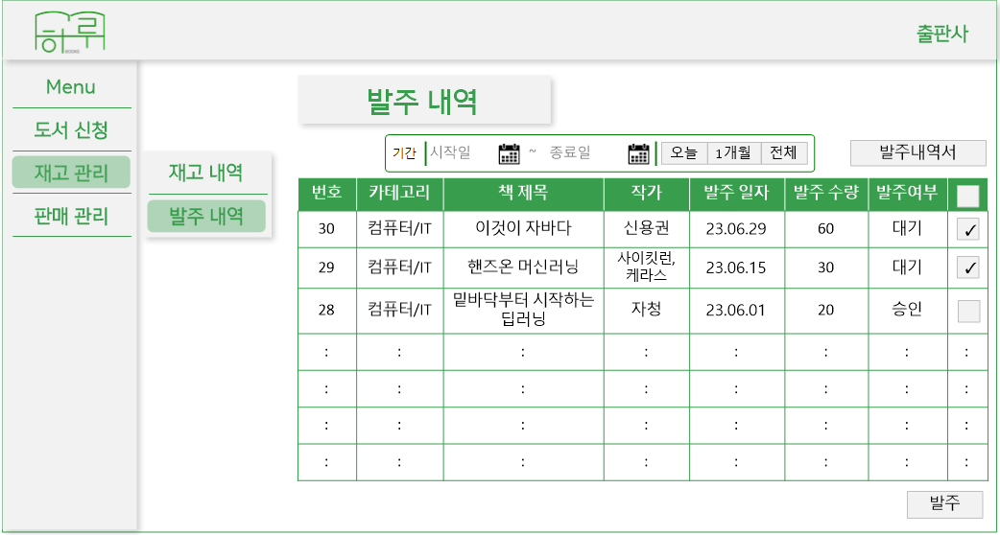 하루
BOOKS
출판사
Menu
도서 신청
재고 관리
판매 관리
재고 내역
발주 내역
발주 내역
기간 시작일 ~ 종료일 오늘 1개월 전체
발주내역서
번호 카테고리 책 제목 작가 발주 일자 발주 수량 발주여부
30 컴퓨터/IT 이것이 자바다 신용권 23.06.29 60 대기 ✓
29 컴퓨터/IT 핸즈온 머신러닝 사이킷런,
케라스 23.06.15 30 대기 ✓
28 컴퓨터/IT 밑바닥부터 시작하는
딥러닝 자청 23.06.01 20 승인
: : : : : : : :
: : : : : : : :
: : : : : : : :
: : : : : : : :
발주